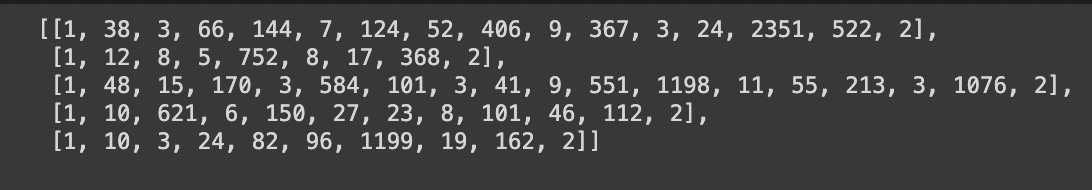 [[1, 38, 3, 66, 144, 7, 124, 52, 406, 9, 367, 3, 24, 2351, 522, 2],
[1, 12, 8, 5, 752, 8, 17, 368, 2],
[1, 48, 15, 170, 3, 584, 101, 3, 41, 9, 551, 1198, 11, 55, 213, 3, 1076, 2],
[1, 10, 621, 6, 150, 27, 23, 8, 101, 46, 112, 2],
[1, 10, 3, 24, 82, 96, 1199, 19, 162, 2]]